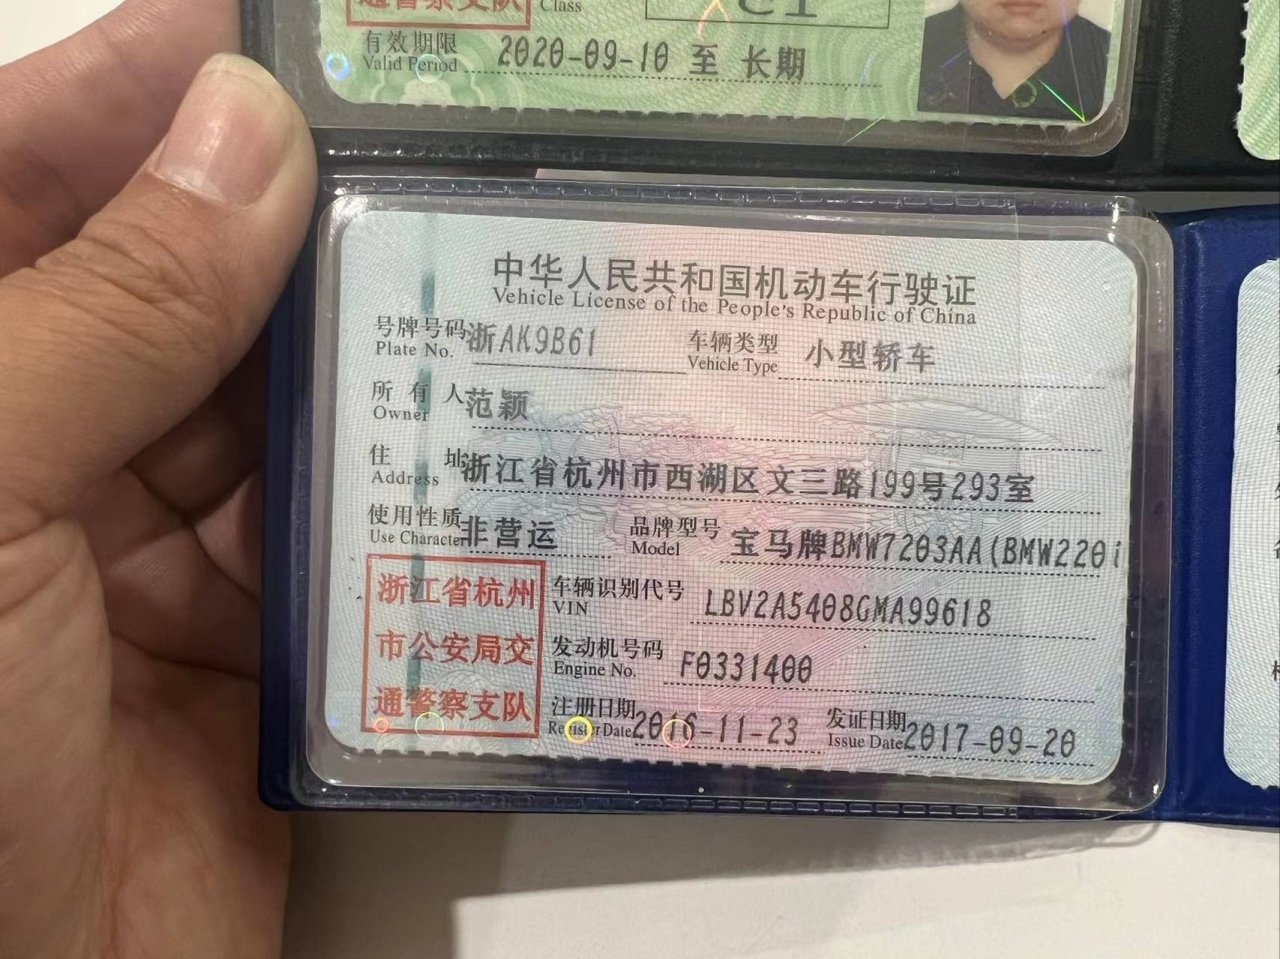 通警察支队
Class
C1
有效期限
Valid Period
2020-09-10 至 长期
中华人民共和国机动车行驶证
Vehicle License of the People's Republic of China
号牌号码 浙AK9B61 车辆类型 小型轿车
Plate No. Vehicle Type
所有人 范颖
Owner
住址 浙江省杭州市西湖区文三路199号293室
Address
使用性质 非营运 品牌型号 宝马牌BMW7203AA(BMW220i
Use Character Model
浙江省杭州
市公安局交
通警察支队
车辆识别代号 LBV2A5408GMA99618
VIN
发动机号码 F0331400
Engine No.
注册日期 2016-11-23 发证日期 2017-09-20
Register Date Issue Date